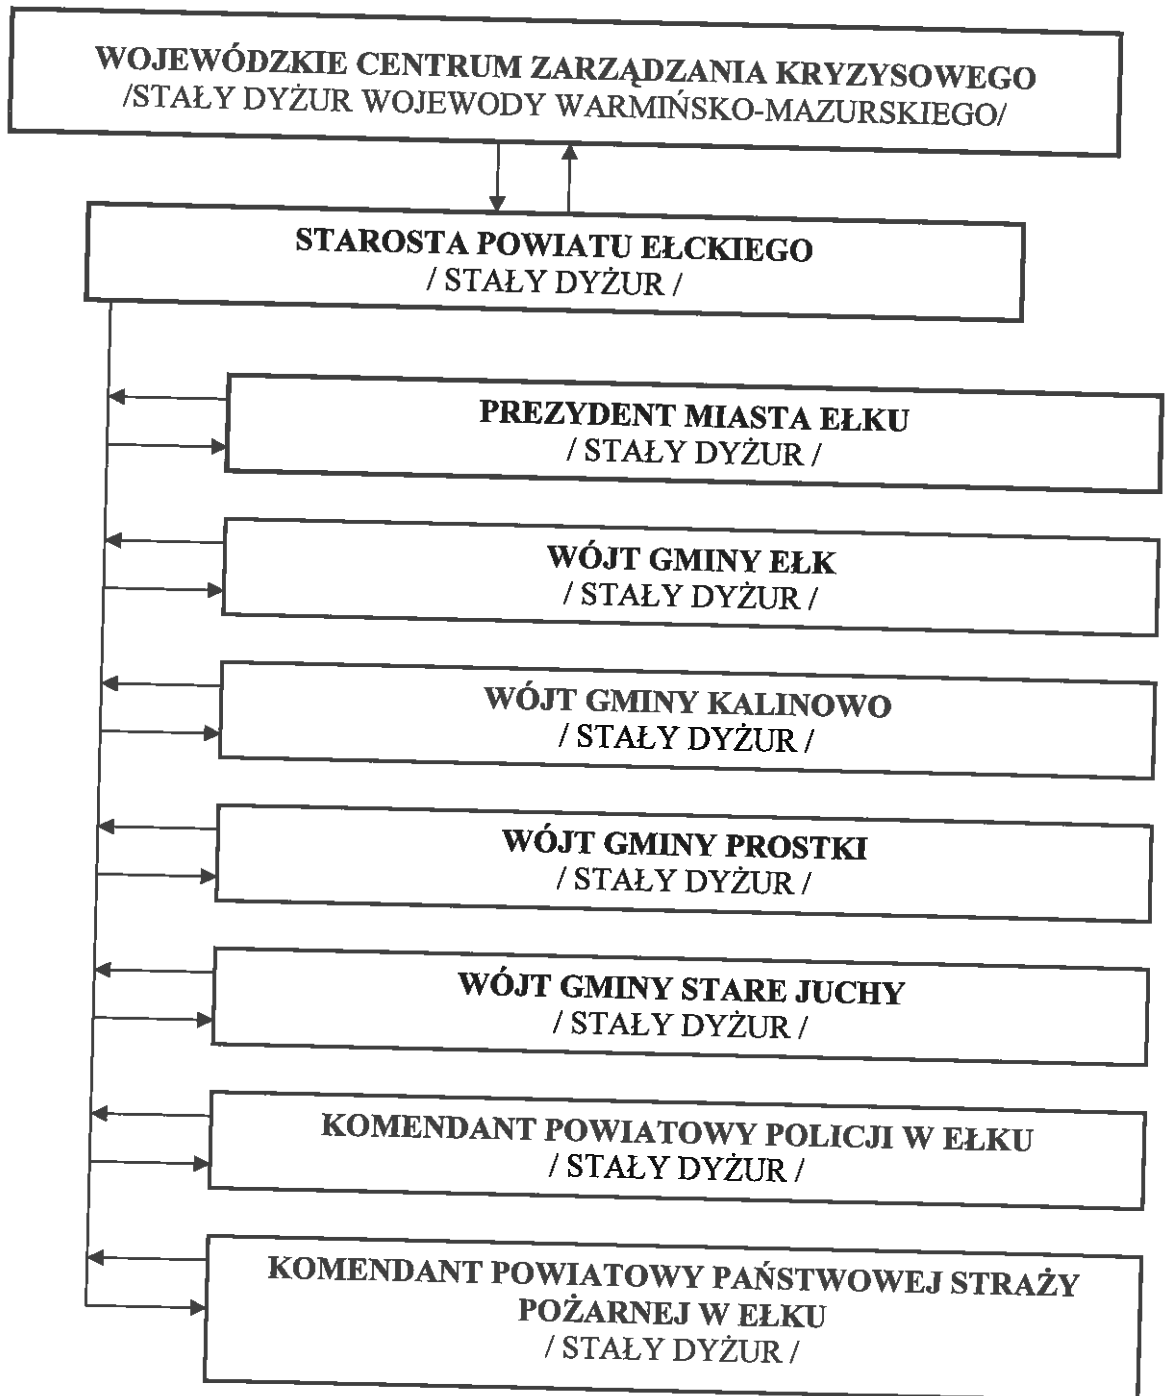 WOJEWÓDZKIE CENTRUM ZARZĄDZANIA KRYZYSOWEGO
/STAŁY DYŻUR WOJEWODY WARMIŃSKO-MAZURSKIEGO/
STAROSTA POWIATU EŁCKIEGO
/ STAŁY DYŻUR /
PREZYDENT MIASTA EŁKU
/ STAŁY DYŻUR /
WÓJT GMINY EŁK
/ STAŁY DYŻUR /
WÓJT GMINY KALINOWO
/ STAŁY DYŻUR /
WÓJT GMINY PROSTKI
/ STAŁY DYŻUR /
WÓJT GMINY STARE JUCHY
/ STAŁY DYŻUR /
KOMENDANT POWIATOWY POLICJI W EŁKU
/ STAŁY DYŻUR /
KOMENDANT POWIATOWY PAŃSTWOWEJ STRAŻY
POŻARNEJ W EŁKU
/ STAŁY DYŻUR /